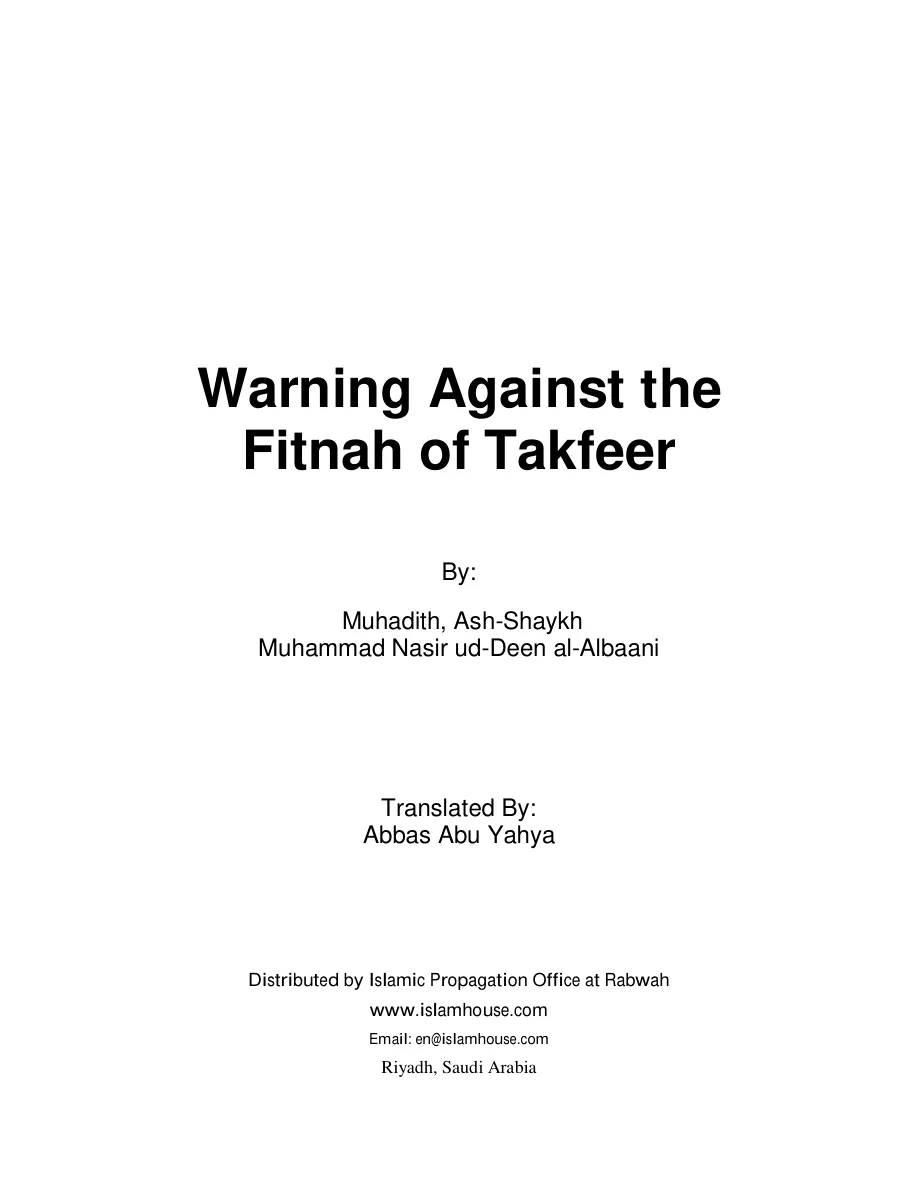 Warning Against the
Fitnah of Takfeer
By:
Muhadith, Ash-Shaykh
Muhammad Nasir ud-Deen al-Albaani
Translated By:
Abbas Abu Yahya
Distributed by Islamic Propagation Office at Rabwah
www.islamhouse.com
Email: en@islamhouse.com
Riyadh, Saudi Arabia